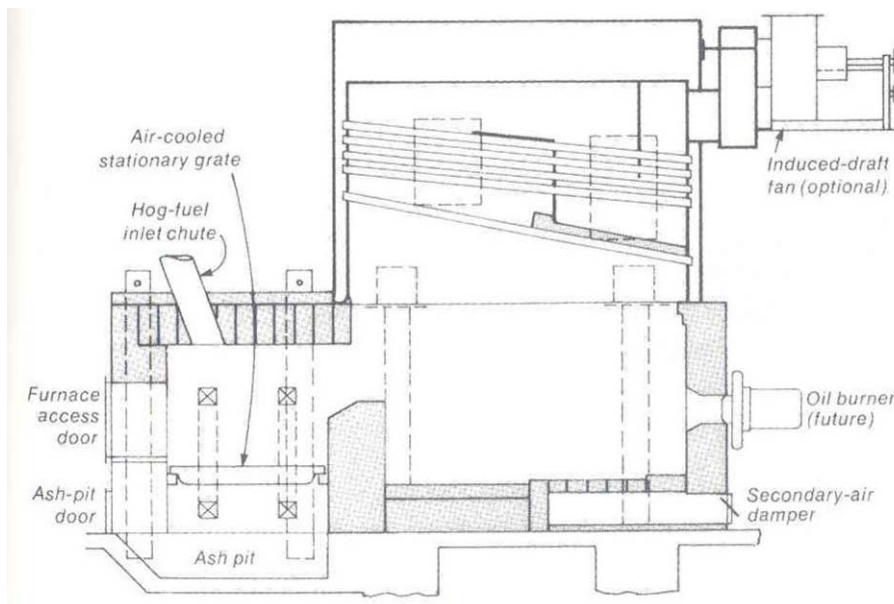 Air-cooled
stationary grate
Hog-fuel
inlet chute
Induced-draft
fan (optional)
Furnace
access
door
Oil burner
(future)
Ash-pit
door
Secondary-air
damper
Ash pit